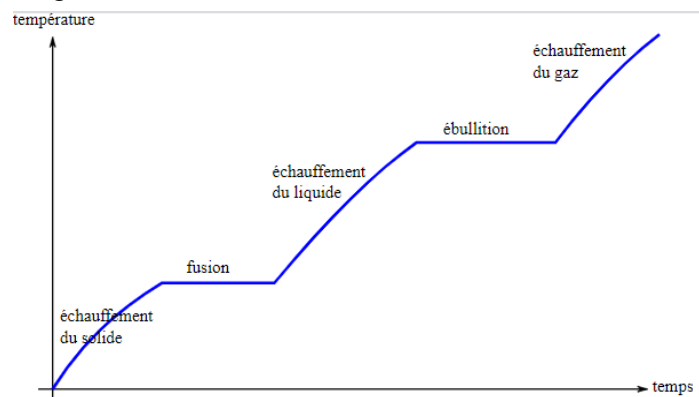 température
échauffement
du gaz
ébullition
échauffement
du liquide
fusion
échauffement
du solide
temps